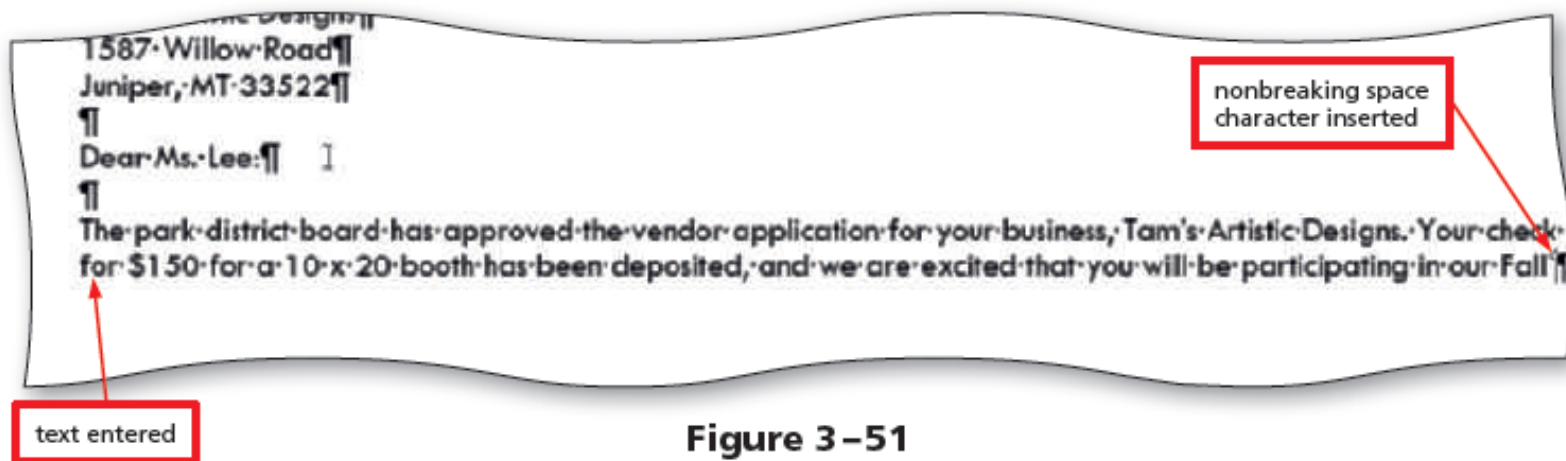 Designs¶
1587·Willow·Road¶
Juniper,·MT·33522¶
¶
Dear·Ms.·Lee:¶
¶
The·park·district·board·has·approved·the·vendor·application·for·your·business,·Tam's·Artistic·Designs.·Your·check·
for·$150·for·a·10·x·20·booth·has·been·deposited,·and·we·are·excited·that·you·will·be·participating·in·our·Fall°¶
nonbreaking space
character inserted
text entered
Figure 3–51